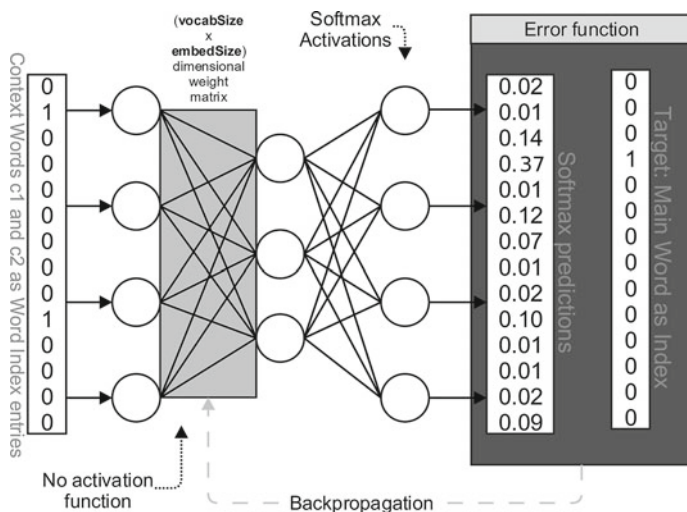 (vocabSize
x
embedSize)
dimensional
weight
matrix
Softmax
Activations
Error function
Context Words c1 and c2 as Word Index entries
0
1
0
0
0
0
0
0
0
1
0
0
0
0
0.02
0.01
0.14
0.37
0.01
0.12
0.07
0.01
0.02
0.10
0.01
0.01
0.02
0.09
Softmax predictions
0
0
0
1
0
0
0
0
0
0
0
0
0
0
Target: Main Word as Index
No activation
function
Backpropagation